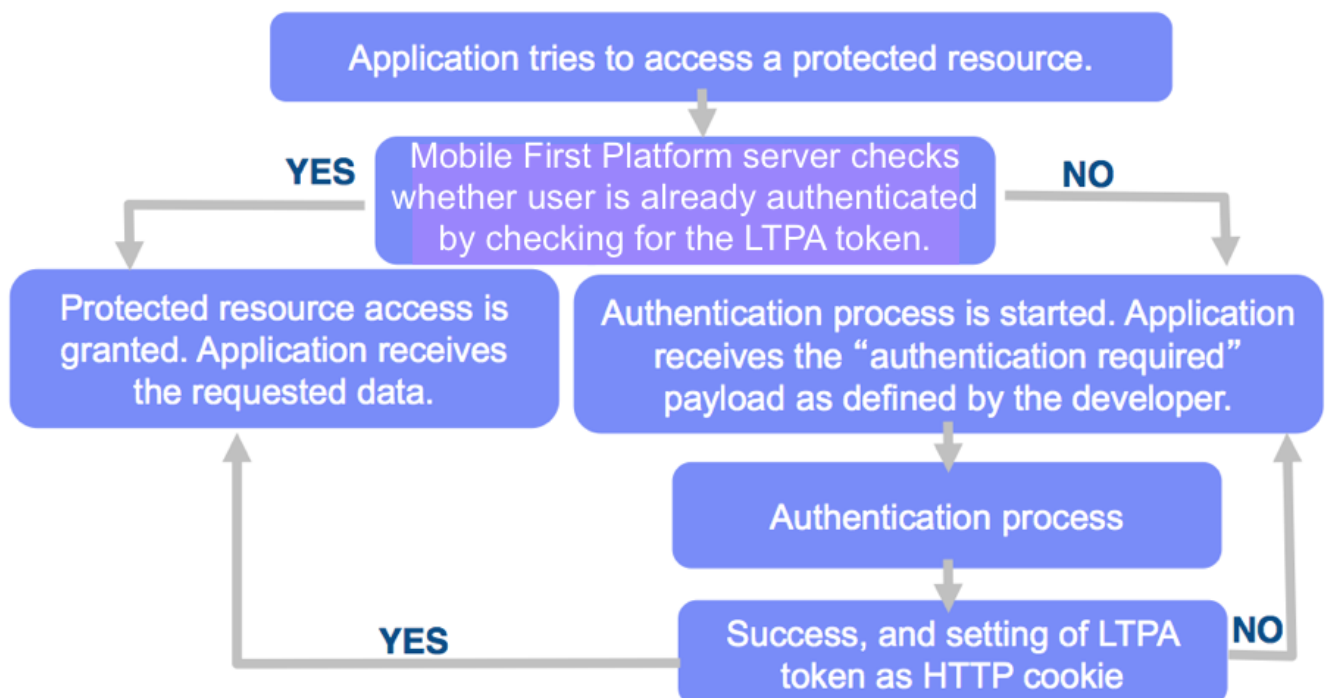 Application tries to access a protected resource.
YES
Mobile First Platform server checks
whether user is already authenticated
by checking for the LTPA token.
NO
Protected resource access is
granted. Application receives
the requested data.
Authentication process is started. Application
receives the “authentication required”
payload as defined by the developer.
Authentication process
Success, and setting of LTPA
token as HTTP cookie
YES
NO